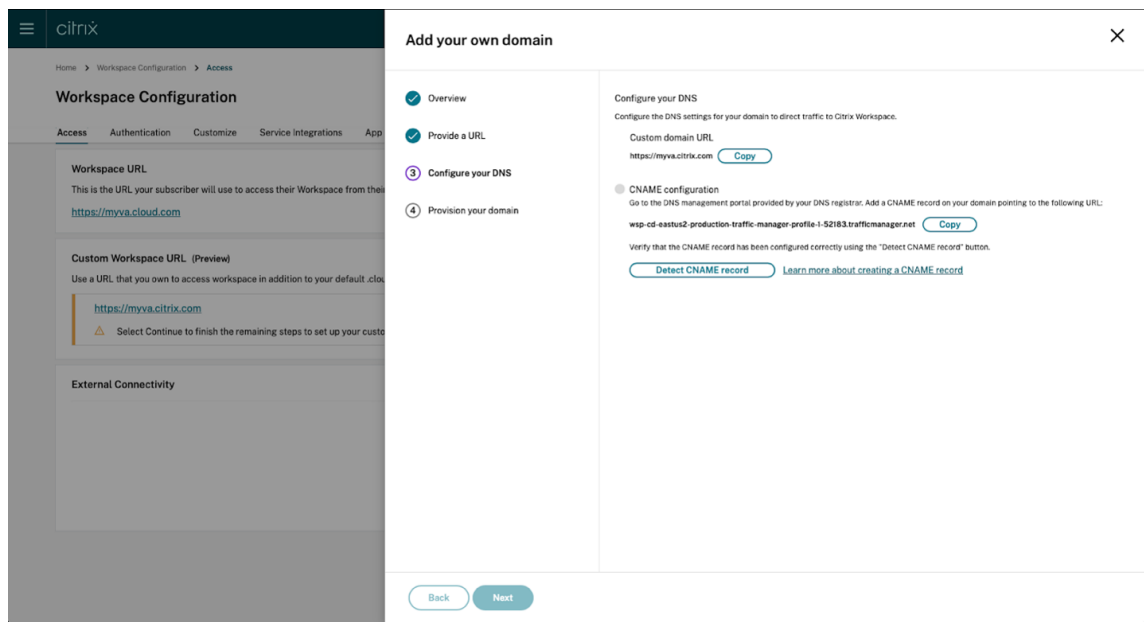 citrix
Home > Workspace Configuration > Access
Workspace Configuration
Access Authentication Customize Service Integrations App
Workspace URL
This is the URL your subscriber will use to access their Workspace from their
https://myva.cloud.com
Custom Workspace URL (Preview)
Use a URL that you own to access workspace in addition to your default .clou
https://myva.citrix.com
Select Continue to finish the remaining steps to set up your custo
External Connectivity
Add your own domain
Overview
Provide a URL
3 Configure your DNS
4 Provision your domain
Configure your DNS
Configure the DNS settings for your domain to direct traffic to Citrix Workspace.
Custom domain URL
https://myva.citrix.com Copy
CNAME configuration
Go to the DNS management portal provided by your DNS registrar. Add a CNAME record on your domain pointing to the following URL:
wsp-cd-eastus2-production-traffic-manager-profile-1-52183.trafficmanager.net Copy
Verify that the CNAME record has been configured correctly using the "Detect CNAME record" button.
Detect CNAME record Learn more about creating a CNAME record
Back Next